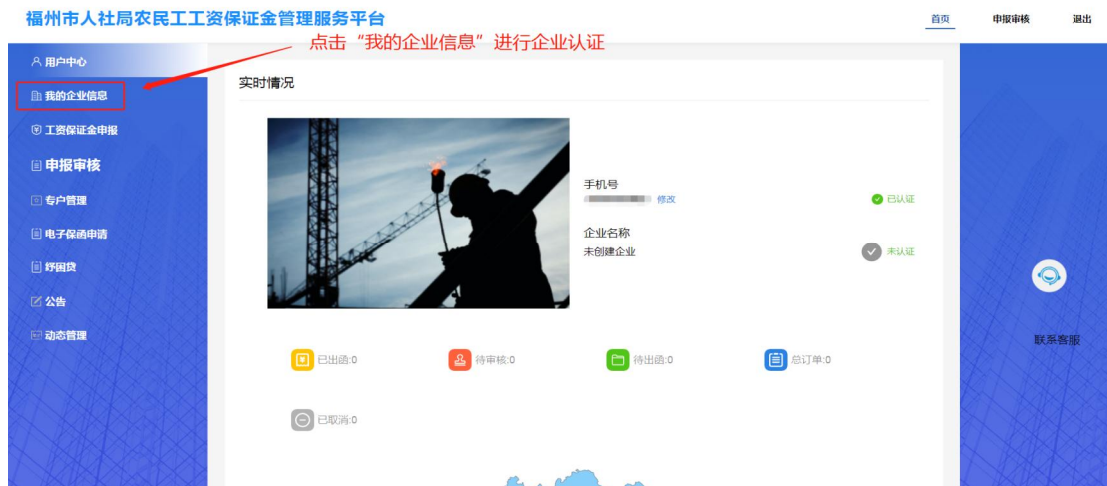 福州市人社局农民工工资保证金管理服务平台
首页
申报审核
退出
点击“我的企业信息”进行企业认证
用户中心
我的企业信息
工资保证金申报
申报审核
专户管理
电子保函申请
纾困贷
公告
动态管理
实时情况
手机号
修改
已认证
企业名称
未创建企业
未认证
已出函:0
待审核:0
待出函:0
总订单:0
已取消:0
联系客服